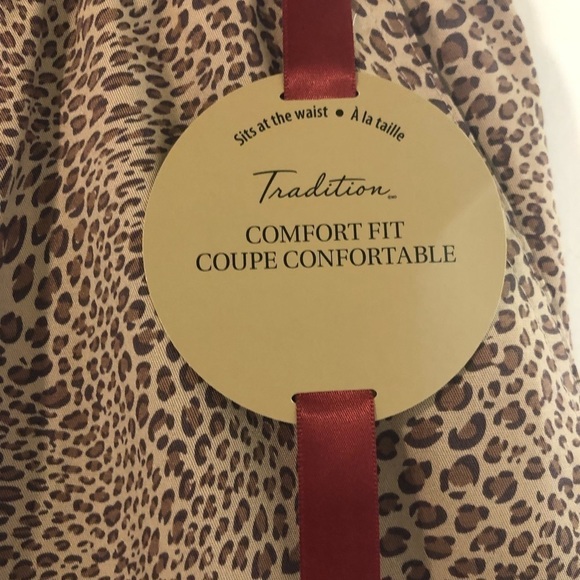 Sits at the waist • À la taille
Tradition
COMFORT FIT
COUPE CONFORTABLE